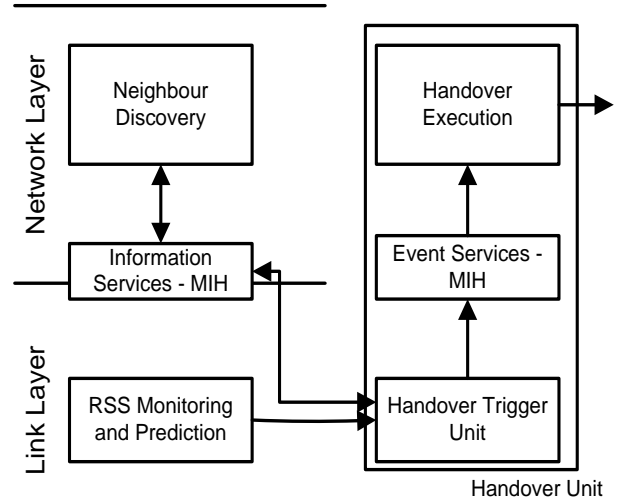 Network Layer
Link Layer
Neighbour
Discovery
Information
Services - MIH
RSS Monitoring
and Prediction
Handover
Execution
Event Services -
MIH
Handover Trigger
Unit
Handover Unit